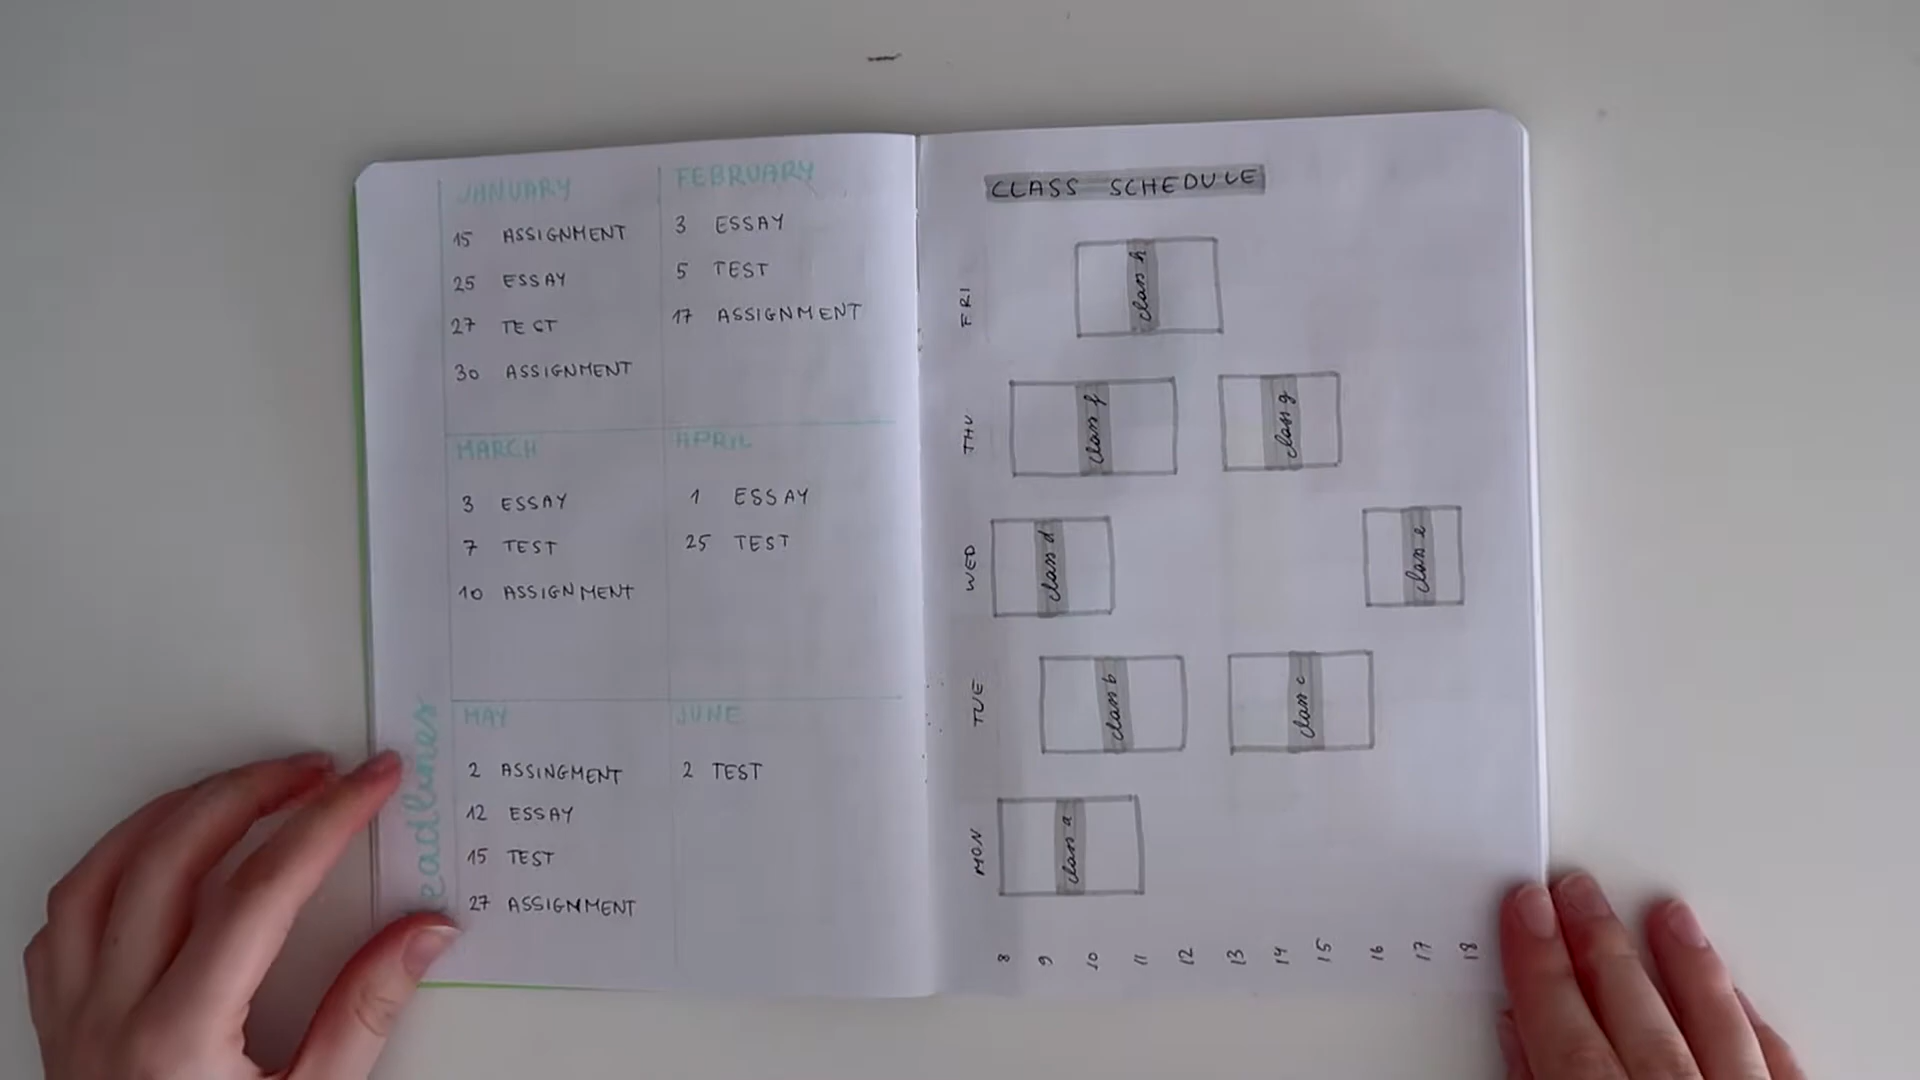 JANUARY
15 ASSIGNMENT
25 ESSAY
27 TEST
30 ASSIGNMENT
FEBRUARY
3 ESSAY
5 TEST
17 ASSIGNMENT
MARCH
3 ESSAY
7 TEST
10 ASSIGNMENT
APRIL
1 ESSAY
25 TEST
MAY
2 ASSINGMENT
12 ESSAY
15 TEST
27 ASSIGNMENT
JUNE
2 TEST
eadlines
CLASS SCHEDULE
FRI
class h
THU
class f
class g
WED
class d
class e
TUE
class b
class c
MON
class a
8 9 10 11 12 13 14 15 16 17 18